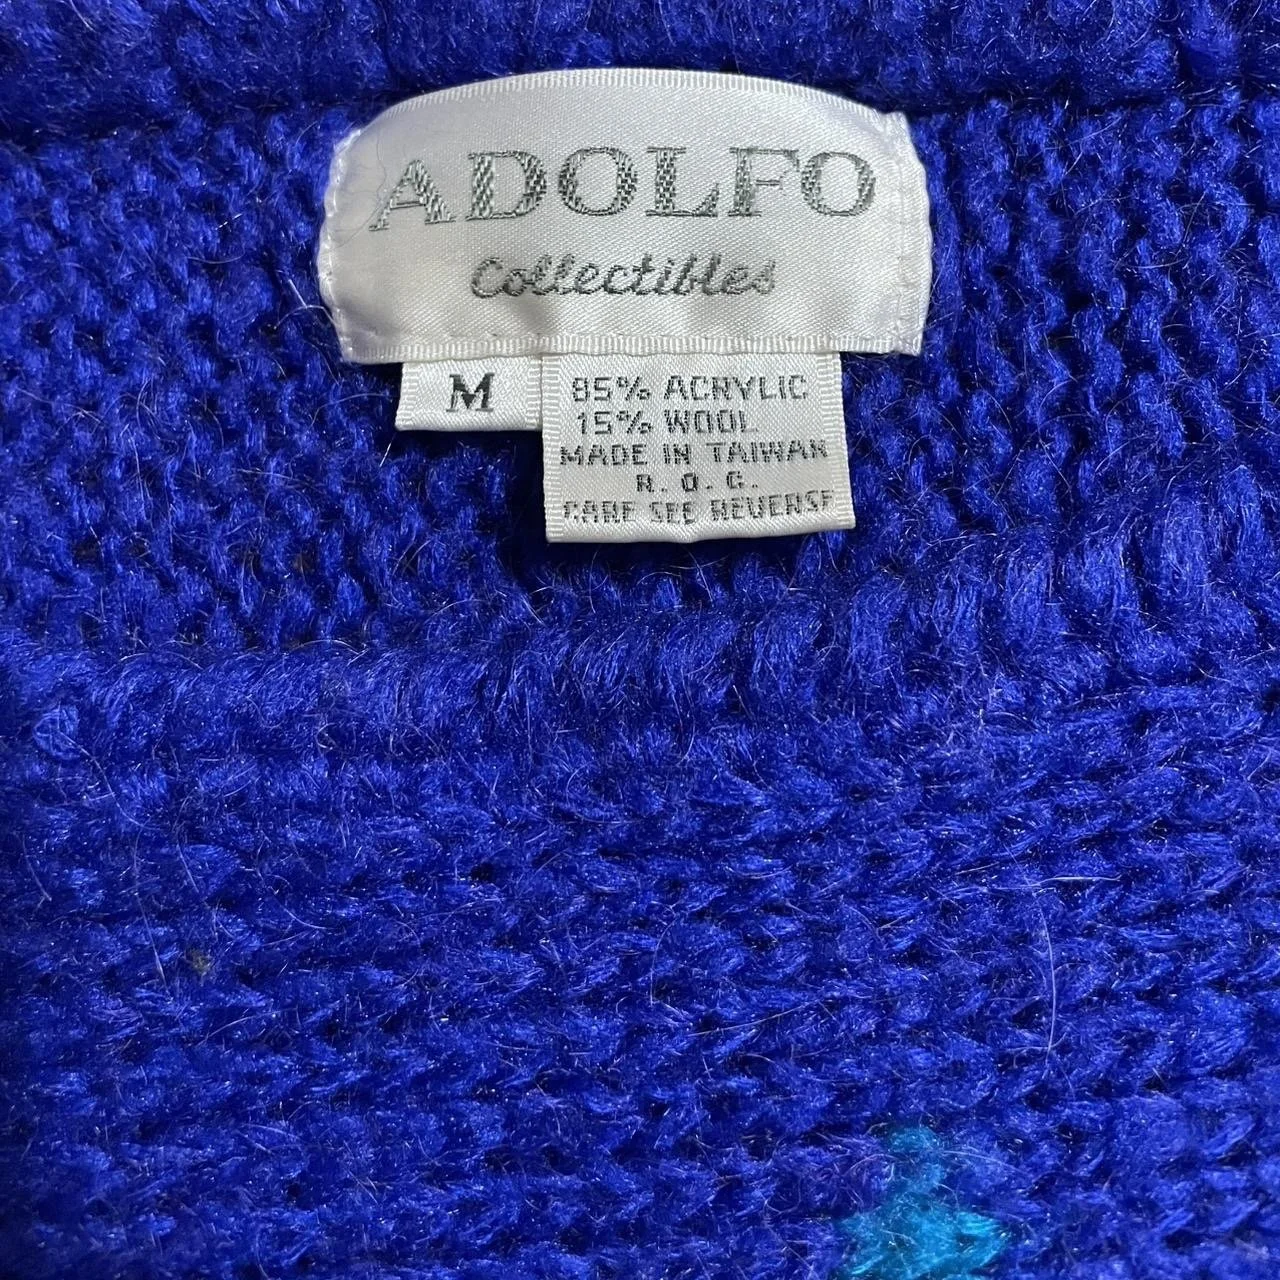 ADOLFO
Collectibles
M
85% ACRYLIC
15% WOOL
MADE IN TAIWAN
R. O. C.
CARE SEE REVERSE